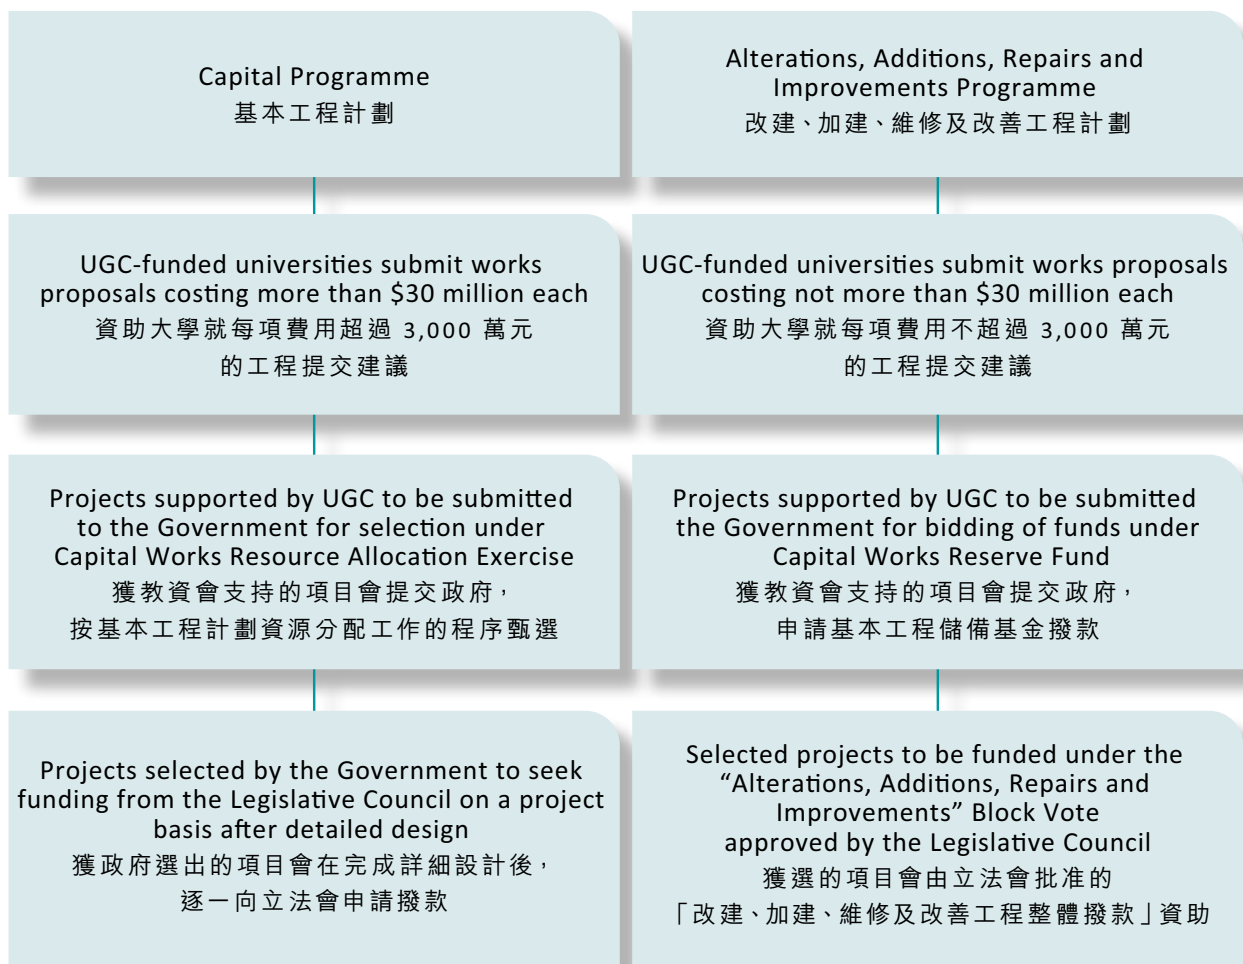 Capital Programme
基本工程計劃
Alterations, Additions, Repairs and
Improvements Programme
改建、加建、維修及改善工程計劃
UGC-funded universities submit works
proposals costing more than $30 million each
資助大學就每項費用超過 3,000 萬元
的工程提交建議
UGC-funded universities submit works proposals
costing not more than $30 million each
資助大學就每項費用不超過 3,000 萬元
的工程提交建議
Projects supported by UGC to be submitted
to the Government for selection under
Capital Works Resource Allocation Exercise
獲教資會支持的項目會提交政府，
按基本工程計劃資源分配工作的程序甄選
Projects supported by UGC to be submitted
the Government for bidding of funds under
Capital Works Reserve Fund
獲教資會支持的項目會提交政府，
申請基本工程儲備基金撥款
Projects selected by the Government to seek
funding from the Legislative Council on a project
basis after detailed design
獲政府選出的項目會在完成詳細設計後，
逐一向立法會申請撥款
Selected projects to be funded under the
“Alterations, Additions, Repairs and
Improvements” Block Vote
approved by the Legislative Council
獲選的項目會由立法會批准的
「改建、加建、維修及改善工程整體撥款」資助